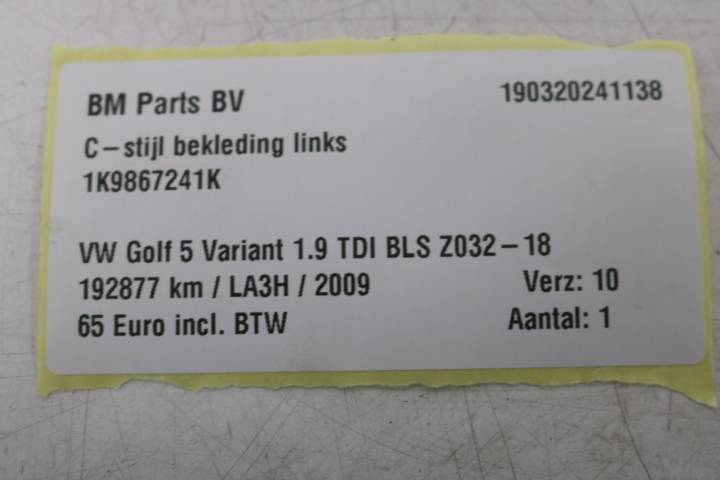 BM Parts BV 190320241138
C-stijl bekleding links
1K9867241K
VW Golf 5 Variant 1.9 TDI BLS Z032-18
192877 km / LA3H / 2009 Verz: 10
65 Euro incl. BTW Aantal: 1